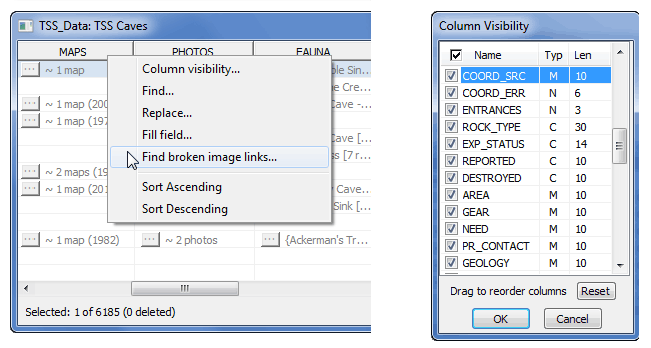 TSS_Data: TSS Caves
MAPS PHOTOS FAUNA
~ 1 map ble Sin...
e Cre...
~ 1 map (200 Cave -...
~ 1 map (197
Cave [...
ss [7 r...
~ 2 maps (19
~ 1 map (201 Cave...
Sink [...
~ 1 map (1982) ~ 2 photos {Ackerman's Tr...
Column visibility...
Find...
Replace...
Fill field...
Find broken image links...
Sort Ascending
Sort Descending
Selected: 1 of 6185 (0 deleted)
Column Visibility
Name Typ Len
COORD_SRC M 10
COORD_ERR N 6
ENTRANCES N 3
ROCK_TYPE C 30
EXP_STATUS C 14
REPORTED C 10
DESTROYED C 10
AREA M 10
GEAR M 10
NEED M 10
PR_CONTACT M 10
GEOLOGY M 10
Drag to reorder columns Reset
OK Cancel